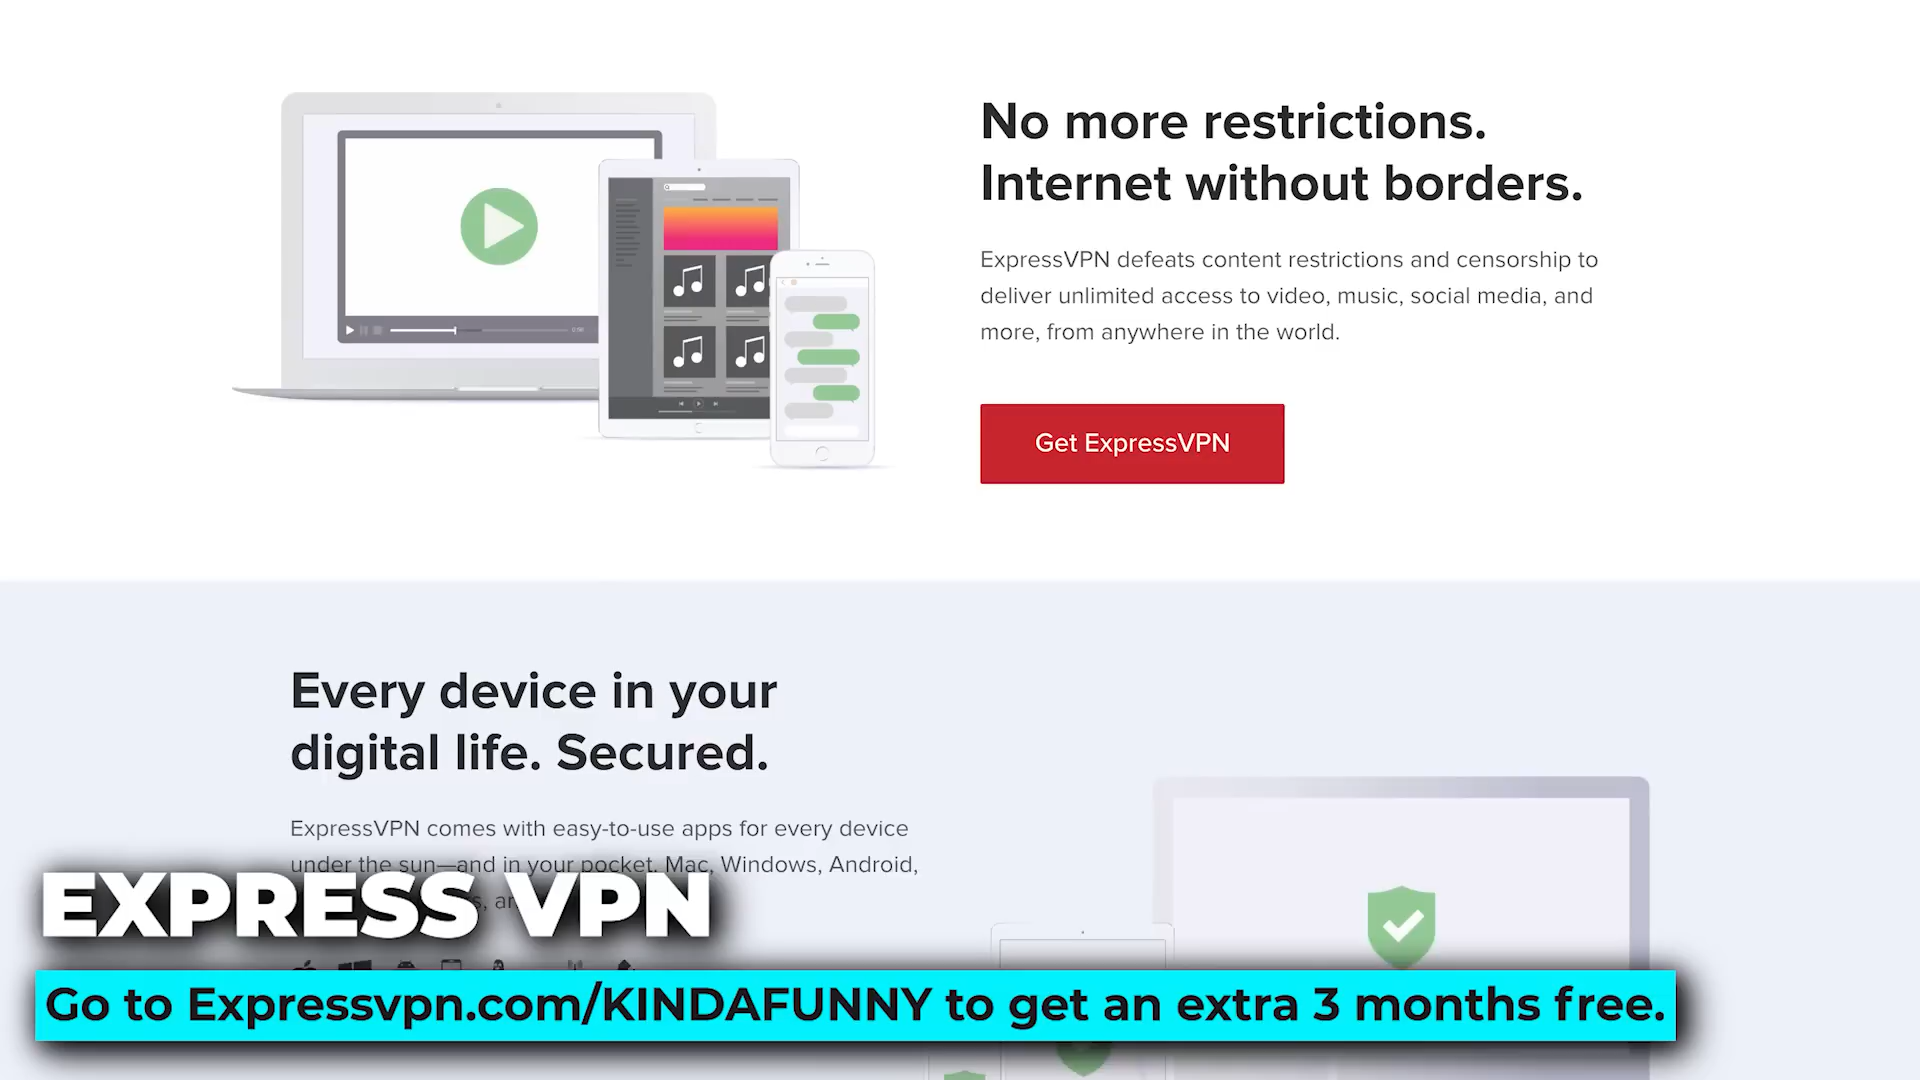 No more restrictions.
Internet without borders.
ExpressVPN defeats content restrictions and censorship to
deliver unlimited access to video, music, social media, and
more, from anywhere in the world.
Get ExpressVPN
Every device in your
digital life. Secured.
ExpressVPN comes with easy-to-use apps for every device
under the sun—and in your pocket. Mac, Windows, Android,
EXPRESS VPN
Go to Expressvpn.com/KINDAFUNNY to get an extra 3 months free.